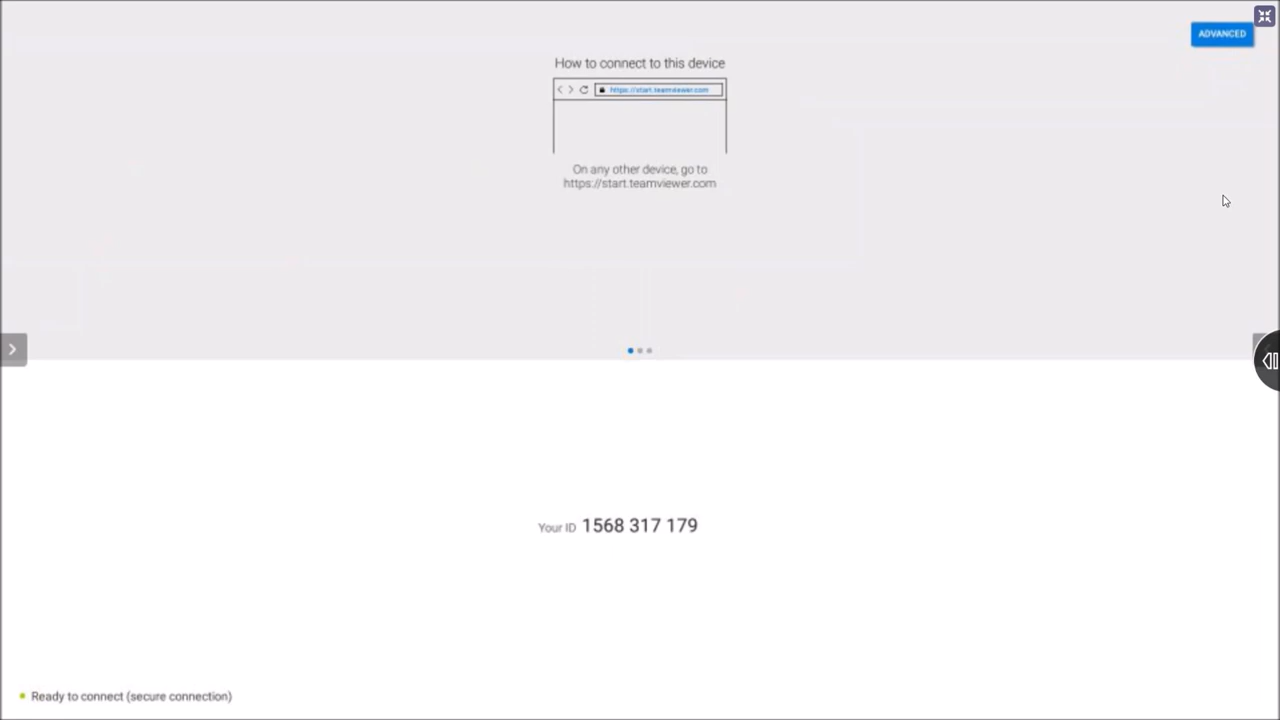 ADVANCED
How to connect to this device
https://start.teamviewer.com
On any other device, go to
https://start.teamviewer.com
Your ID 1568 317 179
Ready to connect (secure connection)